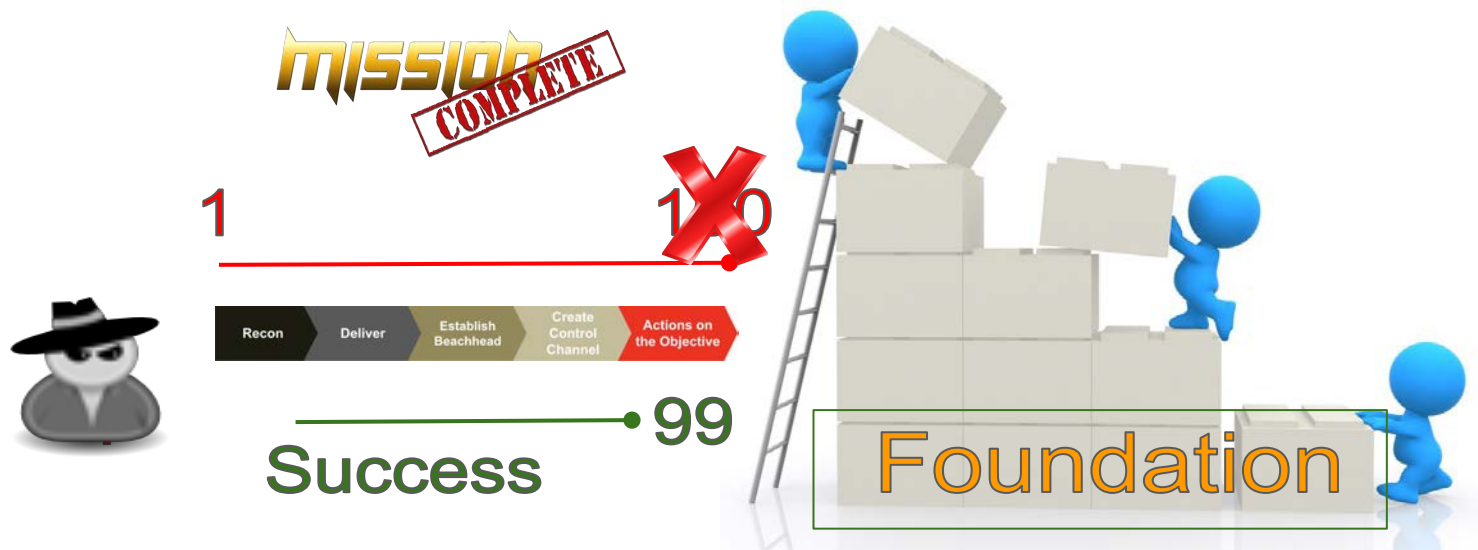 mission
COMPLETE
1
100
Recon
Deliver
Establish
Beachhead
Create
Control
Channel
Actions on
the Objective
99
Success
Foundation